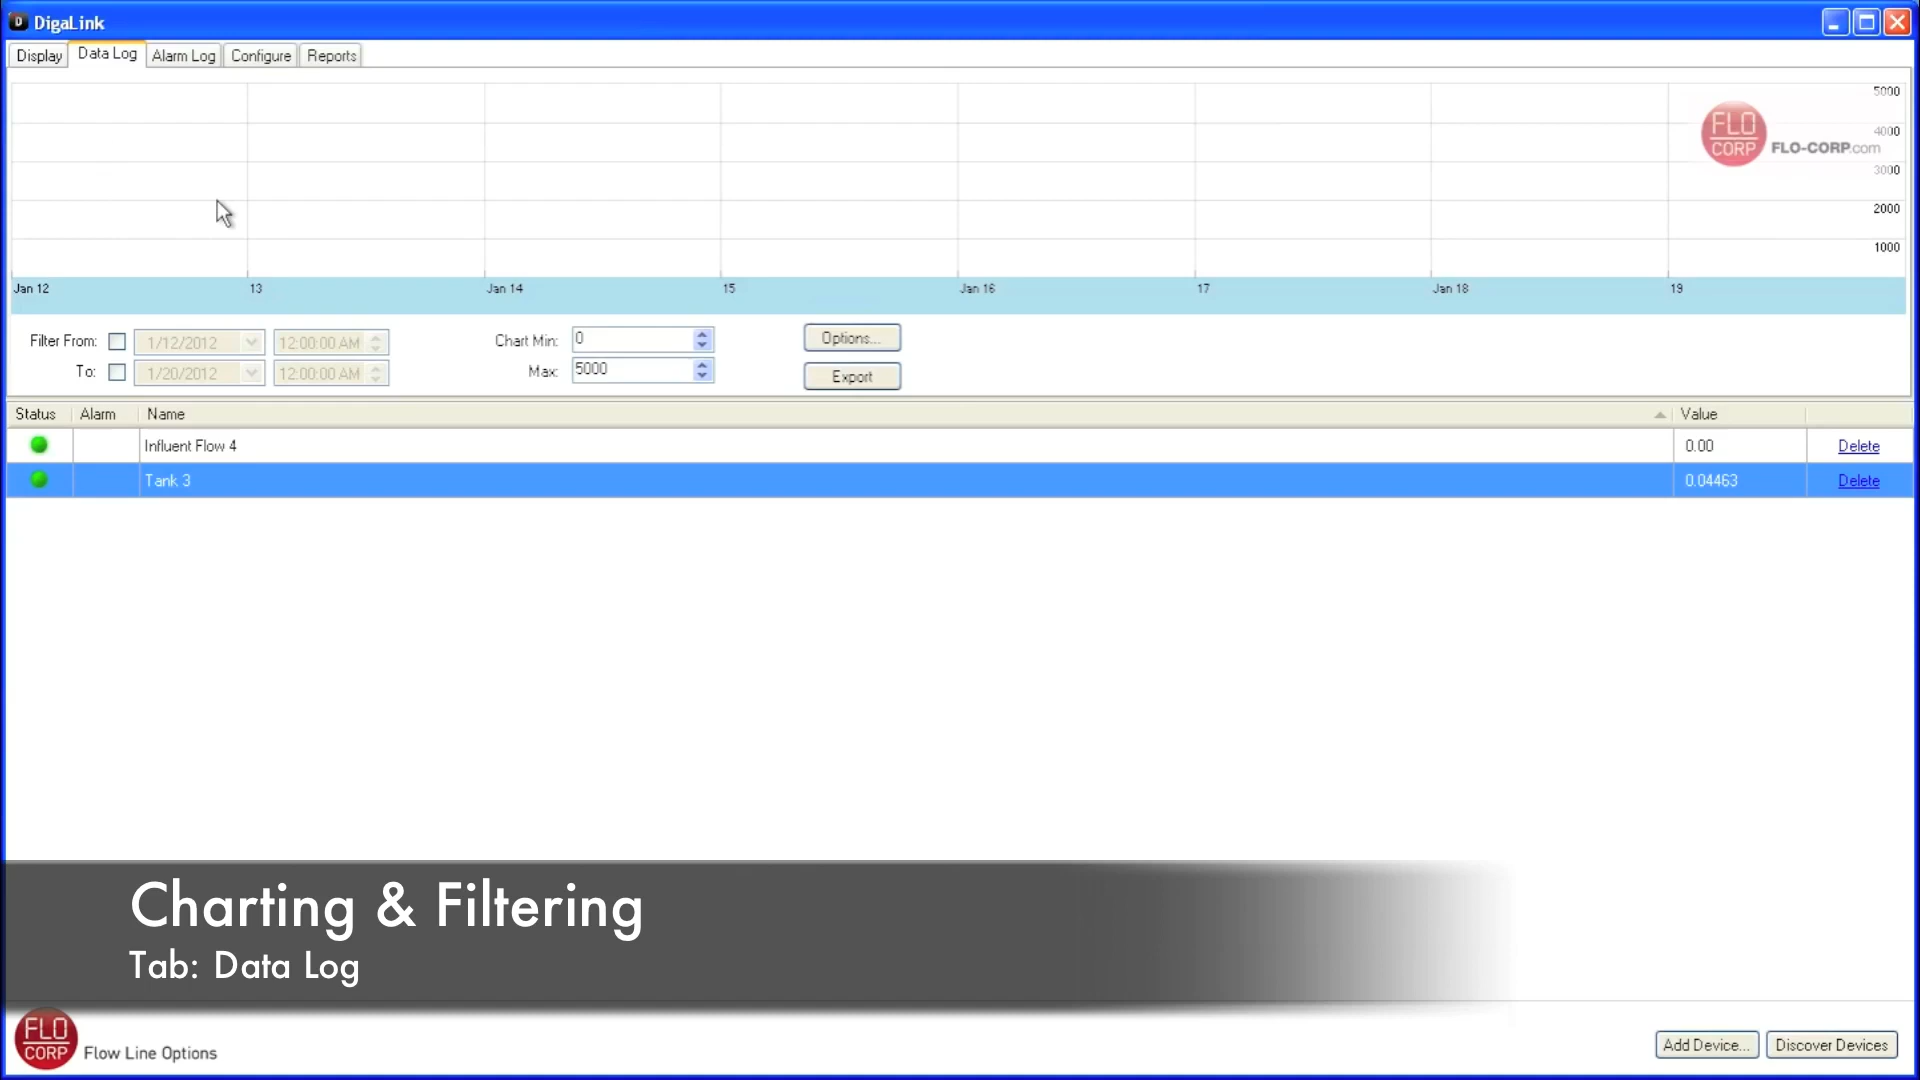 DigaLink
Display Data Log Alarm Log Configure Reports
5000
4000
3000
2000
1000
FLO
CORP
FLO-CORP.com
Jan 12 13 Jan 14 15 Jan 16 17 Jan 18 19
Filter From: 1/12/2012 12:00:00 AM Chart Min: 0 Options...
To: 1/20/2012 12:00:00 AM Max: 5000 Export
Status Alarm Name Value
Influent Flow 4 0.00 Delete
Tank 3 0.04463 Delete
Charting & Filtering
Tab: Data Log
FLO
CORP
Flow Line Options
Add Device... Discover Devices